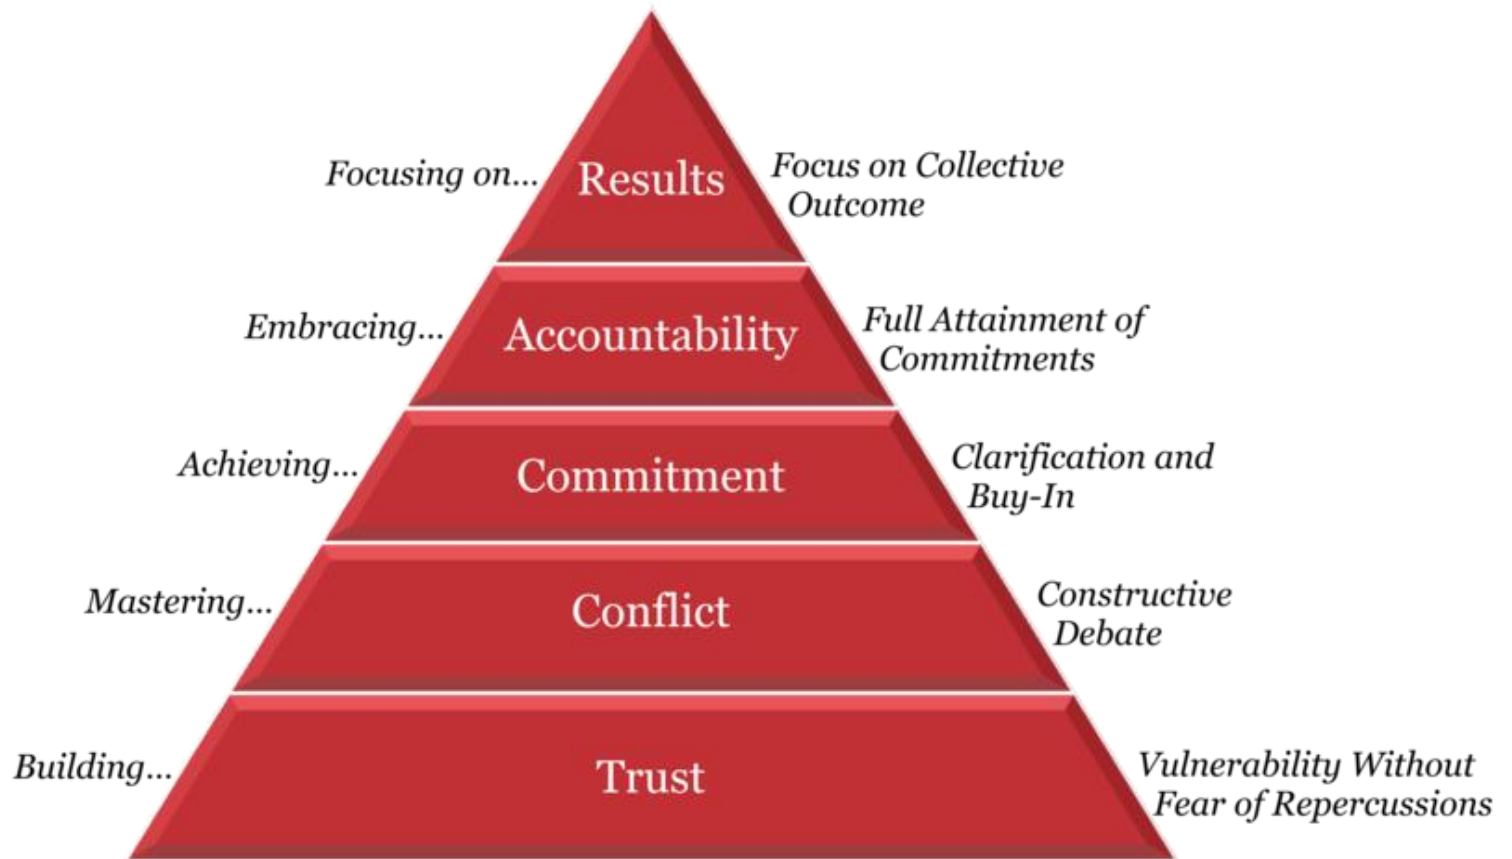 Focusing on...
Results
Focus on Collective
Outcome
Embracing...
Accountability
Full Attainment of
Commitments
Achieving...
Commitment
Clarification and
Buy-In
Mastering...
Conflict
Constructive
Debate
Building...
Trust
Vulnerability Without
Fear of Repercussions